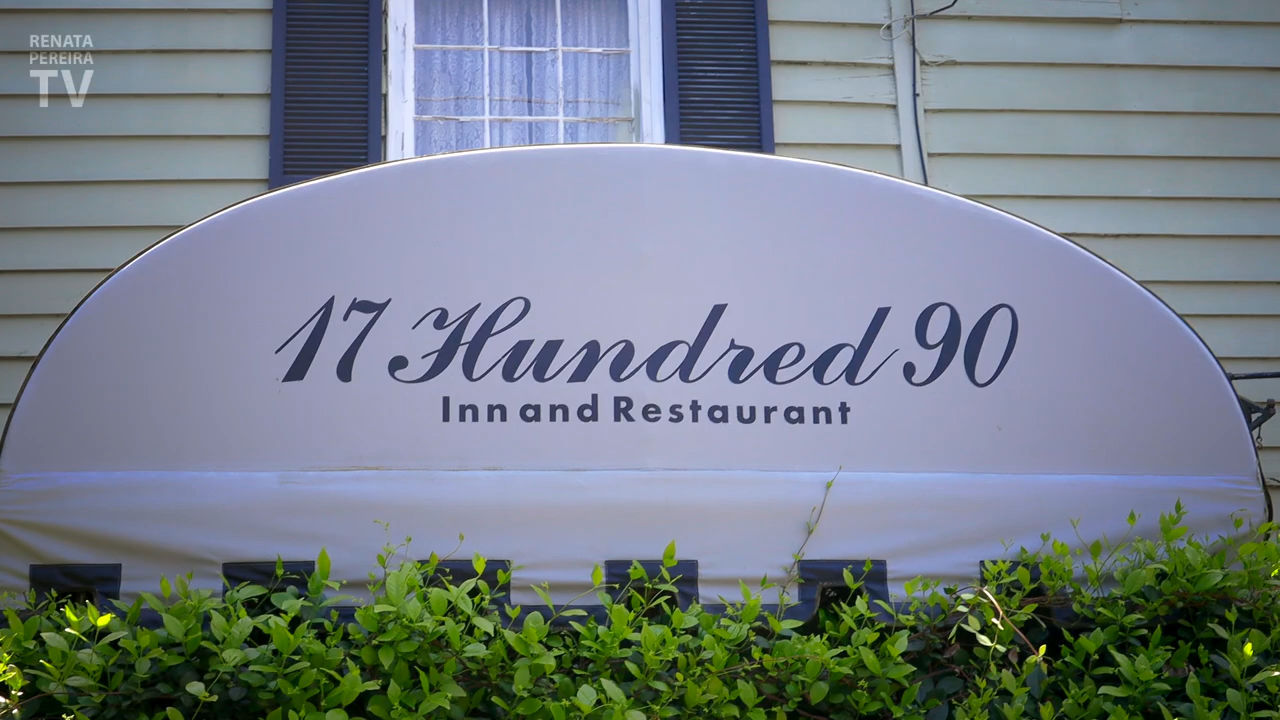 RENATA
PEREIRA
TV
17 Hundred 90
Inn and Restaurant